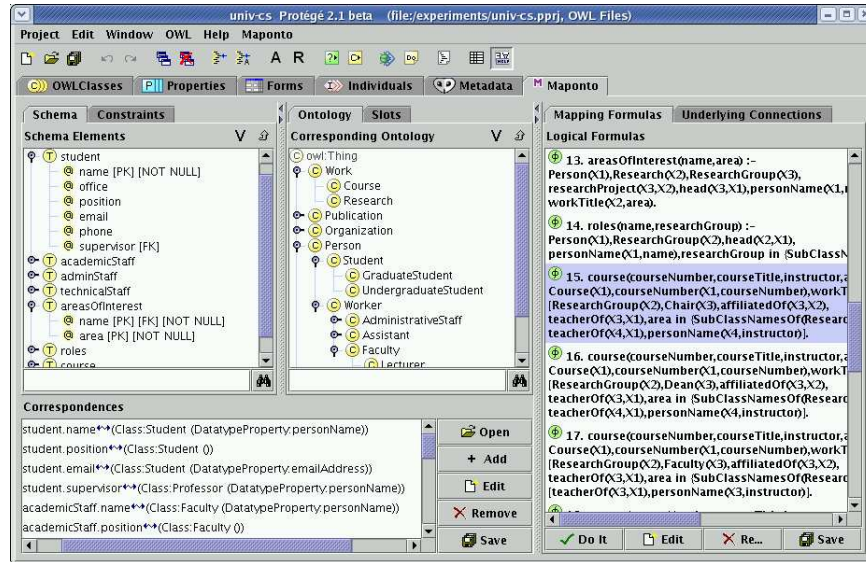 univ-cs Protégé 2.1 beta (file:/experiments/univ-cs.pprj, OWL Files)
Project Edit Window OWL Help Maponto
A R
OWLClasses Properties Forms Individuals Metadata Maponto
Schema Constraints
Schema Elements V
student
name [PK] [NOT NULL]
office
position
email
phone
supervisor [FK]
academicStaff
adminStaff
technicalStaff
areasOfInterest
name [PK] [FK] [NOT NULL]
area [PK] [NOT NULL]
roles
course
Ontology Slots
Corresponding Ontology V
owl:Thing
Work
Course
Research
Publication
Organization
Person
Student
GraduateStudent
UndergraduateStudent
Worker
AdministrativeStaff
Assistant
Faculty
Lecturer
Correspondences
student.name↔(Class:Student (DatatypeProperty:personName))
student.position↔(Class:Student ())
student.email↔(Class:Student (DatatypeProperty:emailAddress))
student.supervisor↔(Class:Professor (DatatypeProperty:personName))
academicStaff.name↔(Class:Faculty (DatatypeProperty:personName))
academicStaff.position↔(Class:Faculty ())
Open
+ Add
Edit
Remove
Save
Mapping Formulas Underlying Connections
Logical Formulas
13. areasOfInterest(name,area) :-
Person(X1),Research(X2),ResearchGroup(X3),
researchProject(X3,X2),head(X3,X1),personName(X1,
workTitle(X2,area).
14. roles(name,researchGroup) :-
Person(X1),ResearchGroup(X2),head(X2,X1),
personName(X1,name),researchGroup in {SubClassN
15. course(courseNumber,courseTitle,instructor,a
Course(X1),courseNumber(X1,courseNumber),workT
[ResearchGroup(X2),Chair(X3),affiliatedOf(X3,X2),
teacherOf(X3,X1),area in {SubClassNamesOf(Researc
teacherOf(X4,X1),personName(X4,instructor)].
16. course(courseNumber,courseTitle,instructor,a
Course(X1),courseNumber(X1,courseNumber),workT
[ResearchGroup(X2),Dean(X3),affiliatedOf(X3,X2),
teacherOf(X3,X1),area in {SubClassNamesOf(Researc
teacherOf(X4,X1),personName(X4,instructor)].
17. course(courseNumber,courseTitle,instructor,a
Course(X1),courseNumber(X1,courseNumber),workT
[ResearchGroup(X2),Faculty(X3),affiliatedOf(X3,X2),
teacherOf(X3,X1),area in {SubClassNamesOf(Researc
[teacherOf(X3,X1),personName(X3,instructor)].
Do It Edit Re... Save